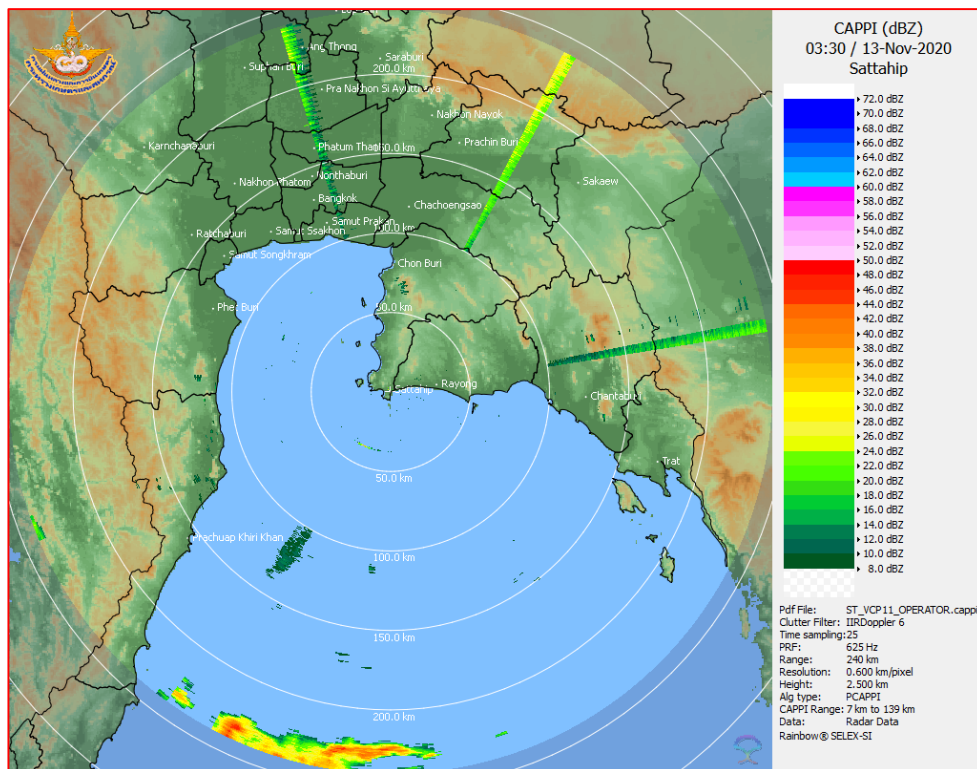 CAPPI (dBZ)
03:30 / 13-Nov-2020
Sattahip
72.0 dBZ
70.0 dBZ
68.0 dBZ
66.0 dBZ
64.0 dBZ
62.0 dBZ
60.0 dBZ
58.0 dBZ
56.0 dBZ
54.0 dBZ
52.0 dBZ
50.0 dBZ
48.0 dBZ
46.0 dBZ
44.0 dBZ
42.0 dBZ
40.0 dBZ
38.0 dBZ
36.0 dBZ
34.0 dBZ
32.0 dBZ
30.0 dBZ
28.0 dBZ
26.0 dBZ
24.0 dBZ
22.0 dBZ
20.0 dBZ
18.0 dBZ
16.0 dBZ
14.0 dBZ
12.0 dBZ
10.0 dBZ
8.0 dBZ
Pdf File: ST_VCP11_OPERATOR.cappi
Clutter Filter: IIRDoppler 6
Time sampling:25
PRF: 625 Hz
Range: 240 km
Resolution: 0.600 km/pixel
Height: 2.500 km
Alg type: PCAPPI
CAPPI Range: 7 km to 139 km
Data: Radar Data
Rainbow® SELEX-SI
Ang Thong
Saraburi
Suphan Buri
200.0 km
Pra Nakhon Si Ayutthaya
Nakhon Nayok
Karnchanaburi
Phatum Thani
150.0 km
Prachin Buri
Nonthaburi
Nakhon Phatom
Sakaew
Bangkok
Chachoengsao
Samut Prakan
100.0 km
Ratchaburi
Samut Ssakhon
Samut Songkhram
Chon Buri
Phet Buri
50.0 km
Sattahip
Rayong
Chantaburi
Trat
50.0 km
Prachuap Khiri Khan
100.0 km
150.0 km
200.0 km